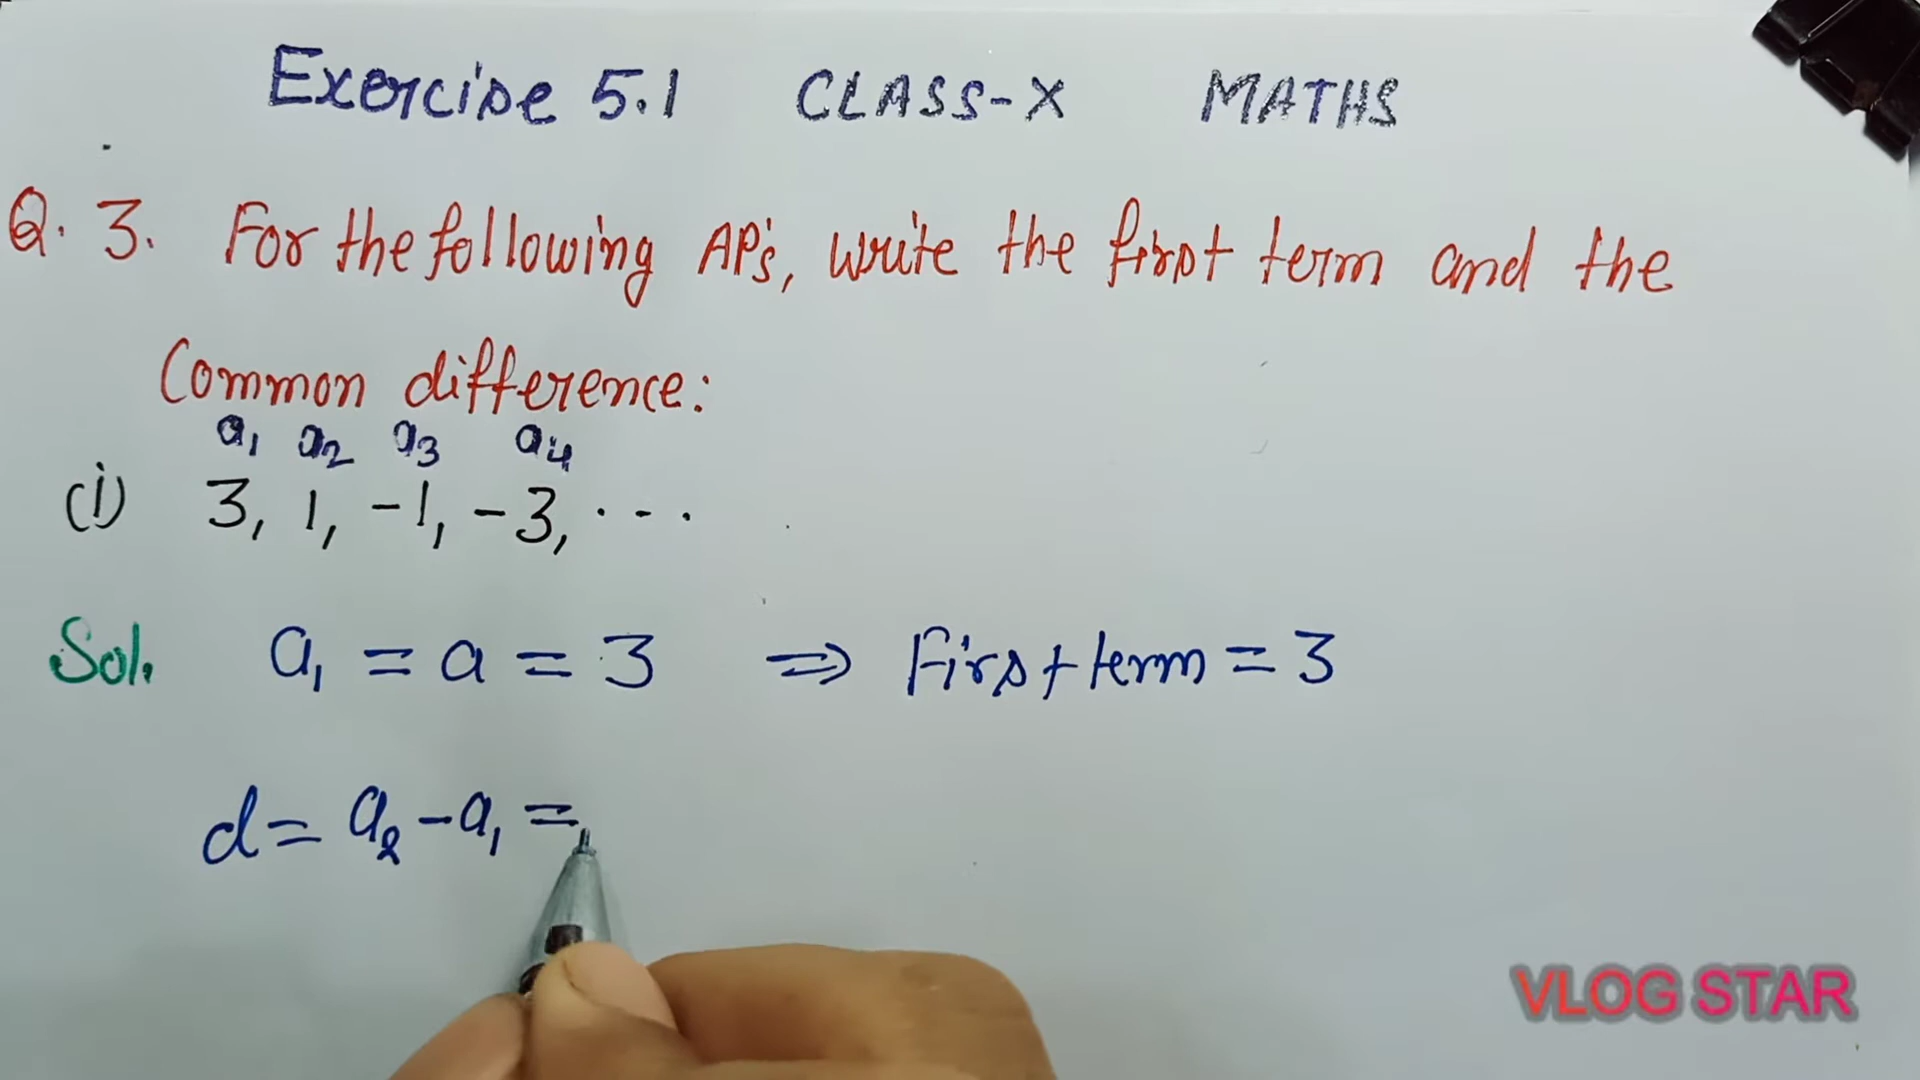 Exercise 5.1 CLASS-X MATHS
Q. 3. For the following AP's, write the first term and the
Common difference:
a₁ a₂ a₃ a₄
(i) 3, 1, -1, -3, ...
Sol. a₁ = a = 3 ⇒ First term = 3
d = a₂ - a₁ =
VLOG STAR